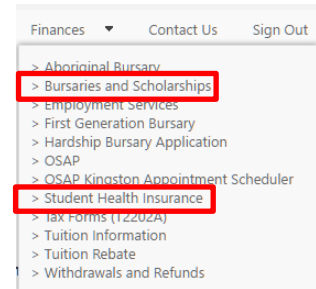 Finances ▼ Contact Us Sign Out
> Aboriginal Bursary
> Bursaries and Scholarships
> Employment Services
> First Generation Bursary
> Hardship Bursary Application
> OSAP
> OSAP Kingston Appointment Scheduler
> Student Health Insurance
> Tax Forms (T2202A)
> Tuition Information
> Tuition Rebate
> Withdrawals and Refunds